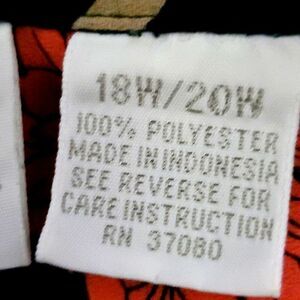 18W/20W
100% POLYESTER
MADE IN INDONESIA
SEE REVERSE FOR
CARE INSTRUCTION
RN 37080